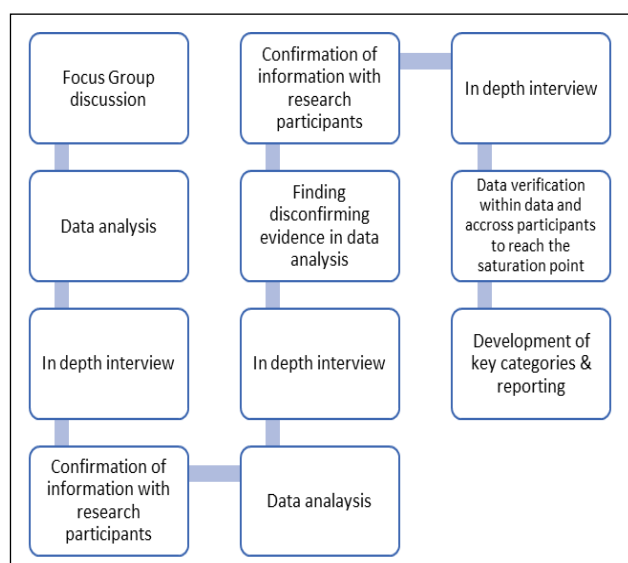 Focus Group
discussion
Data analysis
In depth interview
Confirmation of
information with
research
participants
Data analaysis
In depth interview
Finding
disconfirming
evidence in data
analysis
Confirmation of
information with
research
participants
In depth interview
Data verification
within data and
accross participants
to reach the
saturation point
Development of
key categories &
reporting